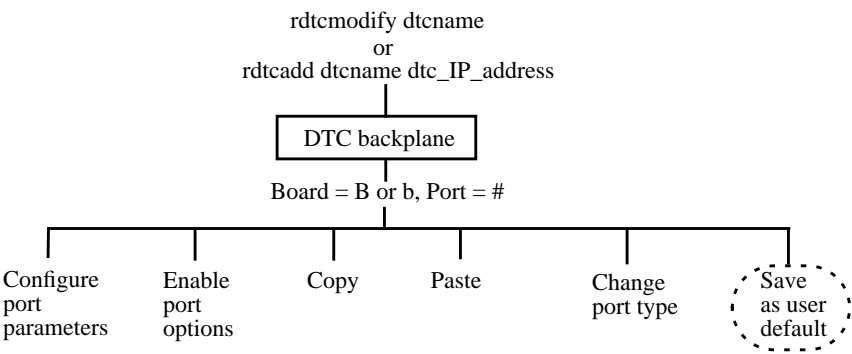 rdtcmodify dtcname
or
rdtcadd dtcname dtc_IP_address
DTC backplane
Board = B or b, Port = #
Configure
port
parameters
Enable
port
options
Copy
Paste
Change
port type
Save
as user
default